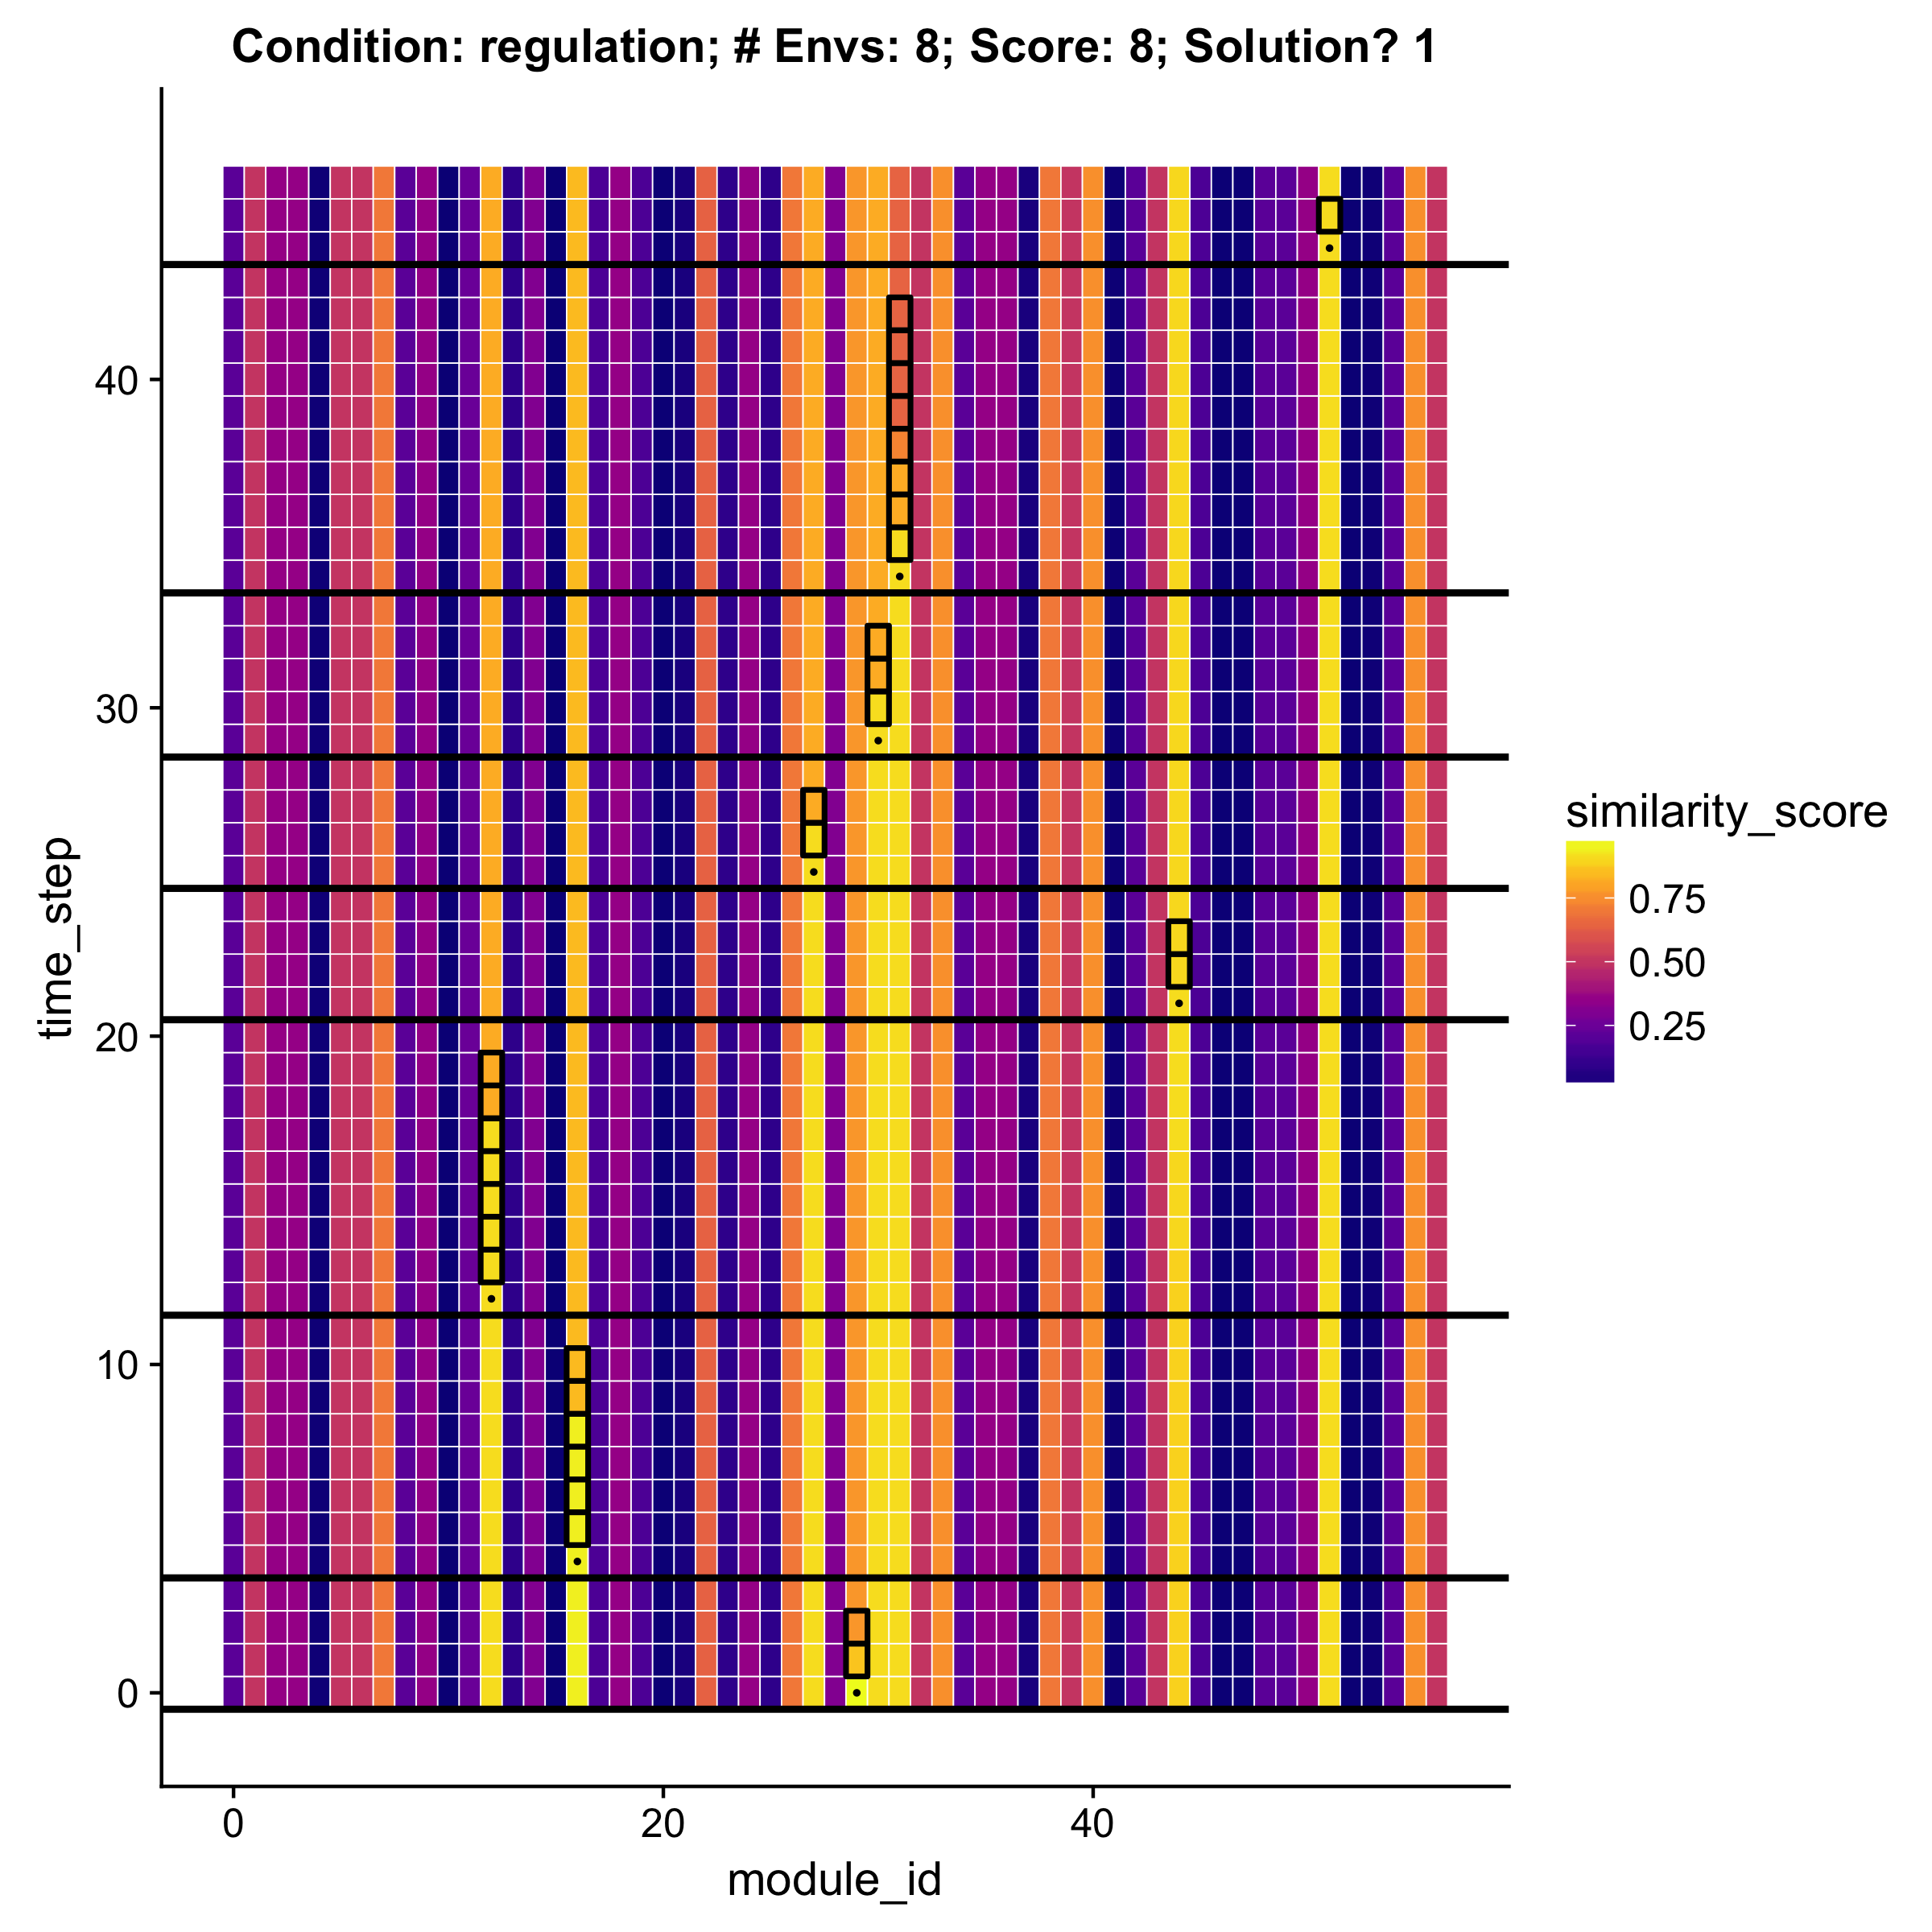 Condition: regulation; # Envs: 8; Score: 8; Solution? 1
time_step
40
30
20
10
0
0
20
40
module_id
similarity_score
0.75
0.50
0.25